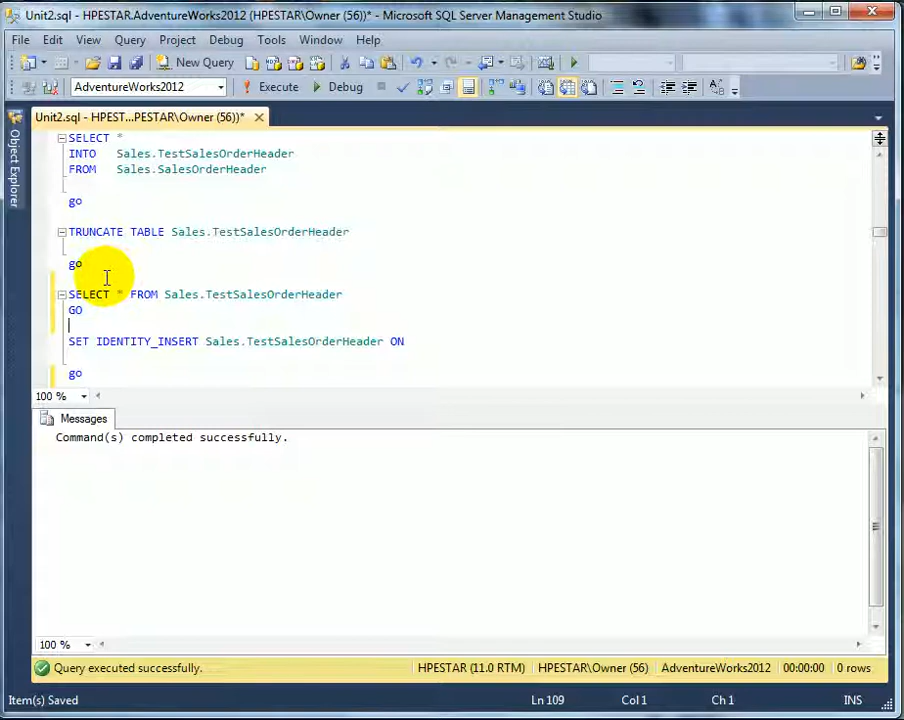 Unit2.sql - HPESTAR.AdventureWorks2012 (HPESTAR\Owner (56))* - Microsoft SQL Server Management Studio
File Edit View Query Project Debug Tools Window Help
New Query
AdventureWorks2012 Execute Debug
Unit2.sql - HPEST...PESTAR\Owner (56))*
Object Explorer
SELECT *
INTO Sales.TestSalesOrderHeader
FROM Sales.SalesOrderHeader
go
TRUNCATE TABLE Sales.TestSalesOrderHeader
go
SELECT * FROM Sales.TestSalesOrderHeader
GO
SET IDENTITY_INSERT Sales.TestSalesOrderHeader ON
go
100 %
Messages
Command(s) completed successfully.
100 %
Query executed successfully. HPESTAR (11.0 RTM) HPESTAR\Owner (56) AdventureWorks2012 00:00:00 0 rows
Item(s) Saved Ln 109 Col 1 Ch 1 INS